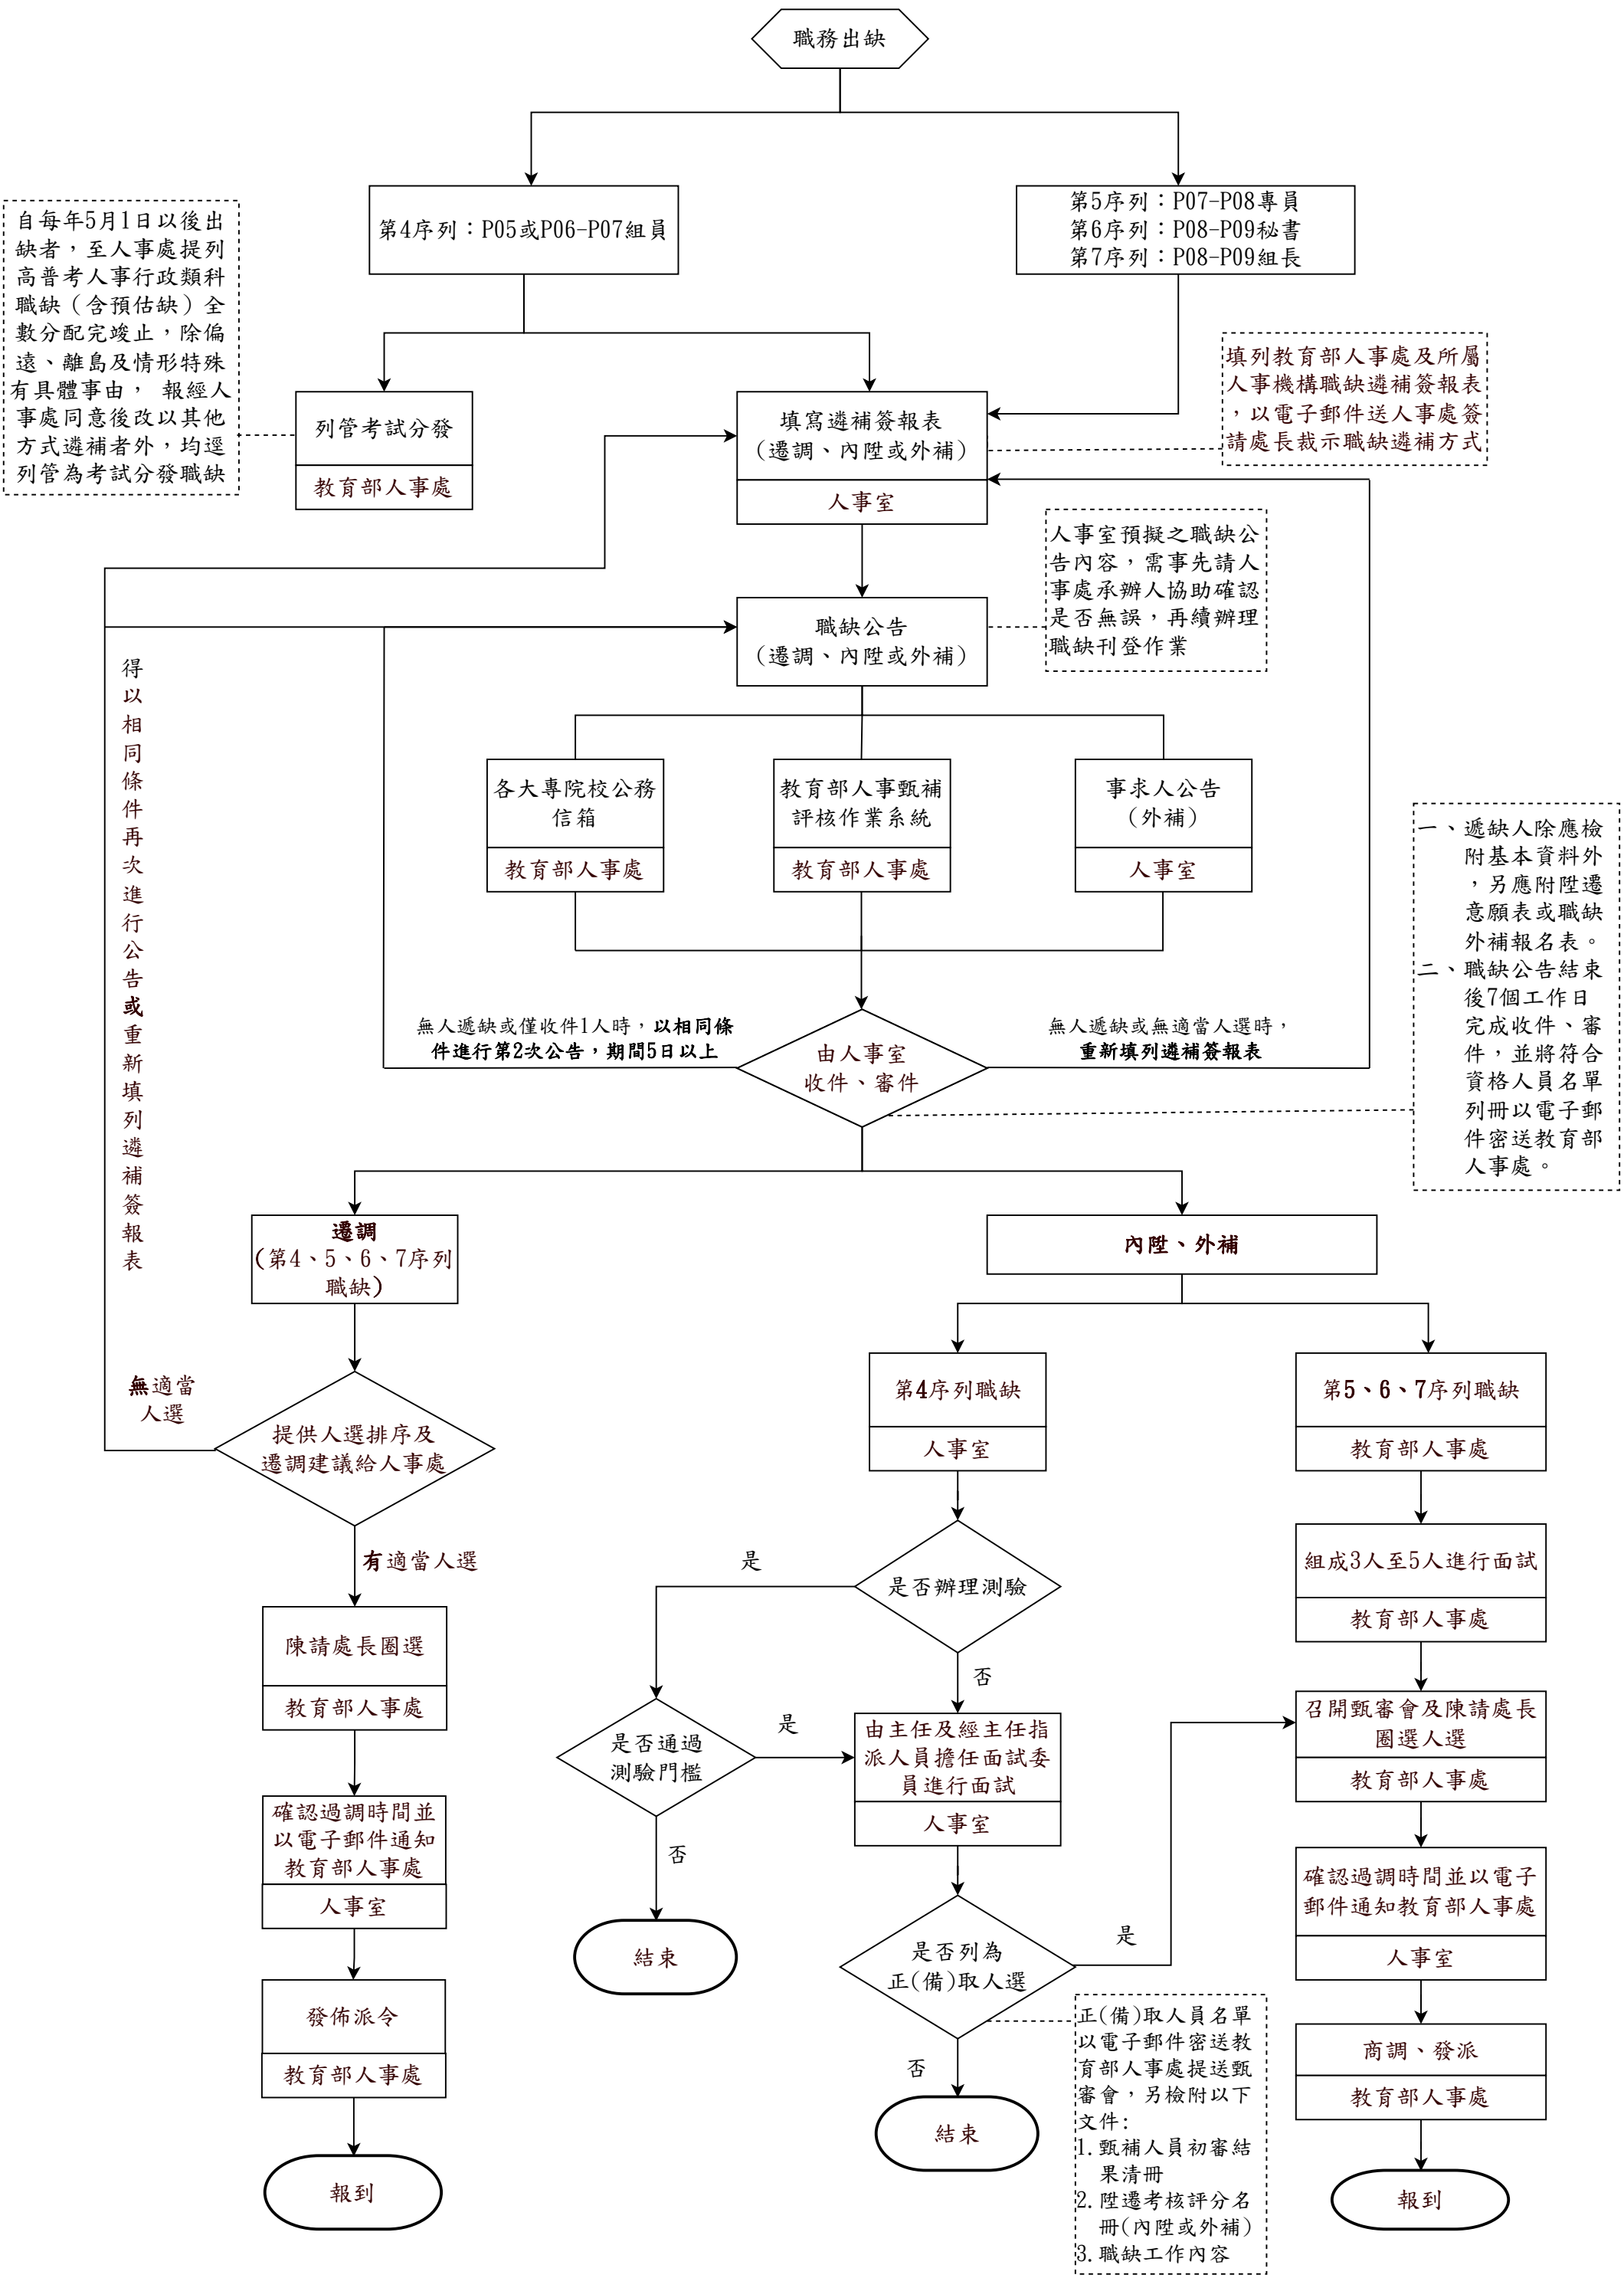 職務出缺
第4序列：P05或P06-P07組員
第5序列：P07-P08專員
第6序列：P08-P09秘書
第7序列：P08-P09組長
自每年5月1日以後出
缺者，至人事處提列
高普考人事行政類科
職缺（含預估缺）全
數分配完竣止，除偏
遠、離島及情形特殊
有具體事由， 報經人
事處同意後改以其他
方式遴補者外，均逕
列管為考試分發職缺
列管考試分發
教育部人事處
填寫遴補簽報表
（遷調、內陞或外補）
人事室
填列教育部人事處及所屬
人事機構職缺遴補簽報表
，以電子郵件送人事處簽
請處長裁示職缺遴補方式
人事室預擬之職缺公
告內容，需事先請人
事處承辦人協助確認
是否無誤，再續辦理
職缺刊登作業
職缺公告
（遷調、內陞或外補）
各大專院校公務
信箱
教育部人事處
教育部人事甄補
評核作業系統
教育部人事處
事求人公告
（外補）
人事室
無人遞缺或僅收件1人時，以相同條
件進行第2次公告，期間5日以上
由人事室
收件、審件
無人遞缺或無適當人選時，
重新填列遴補簽報表
一、遞缺人除應檢
附基本資料外
，另應附陞遷
意願表或職缺
外補報名表。
二、職缺公告結束
後7個工作日
完成收件、審
件，並將符合
資格人員名單
列冊以電子郵
件密送教育部
人事處。
得以相同條件再次進行公告或重新填列遴補簽報表
遷調
(第4、5、6、7序列
職缺)
內陞、外補
無適當
人選
提供人選排序及
遷調建議給人事處
有適當人選
陳請處長圈選
教育部人事處
確認過調時間並
以電子郵件通知
教育部人事處
人事室
發佈派令
教育部人事處
報到
第4序列職缺
人事室
是否辦理測驗
是
否
是否通過
測驗門檻
是
否
結束
由主任及經主任指
派人員擔任面試委
員進行面試
人事室
是否列為
正(備)取人選
是
否
結束
正(備)取人員名單
以電子郵件密送教
育部人事處提送甄
審會，另檢附以下
文件:
1.甄補人員初審結
果清冊
2.陞遷考核評分名
冊(內陞或外補)
3.職缺工作內容
第5、6、7序列職缺
教育部人事處
組成3人至5人進行面試
教育部人事處
召開甄審會及陳請處長
圈選人選
教育部人事處
確認過調時間並以電子
郵件通知教育部人事處
人事室
商調、發派
教育部人事處
報到